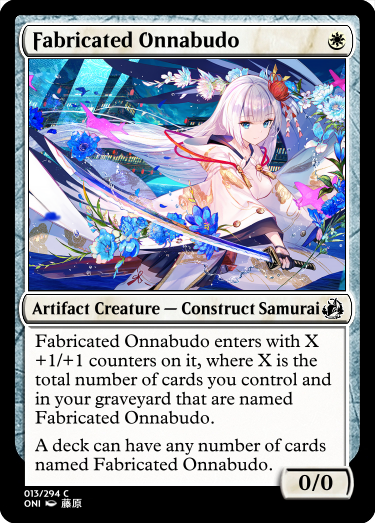 Fabricated Onnabudo
Artifact Creature — Construct Samurai
Fabricated Onnabudo enters with X
+1/+1 counters on it, where X is the
total number of cards you control and
in your graveyard that are named
Fabricated Onnabudo.
A deck can have any number of cards
named Fabricated Onnabudo.
0/0
013/294 C
ONI 藤原